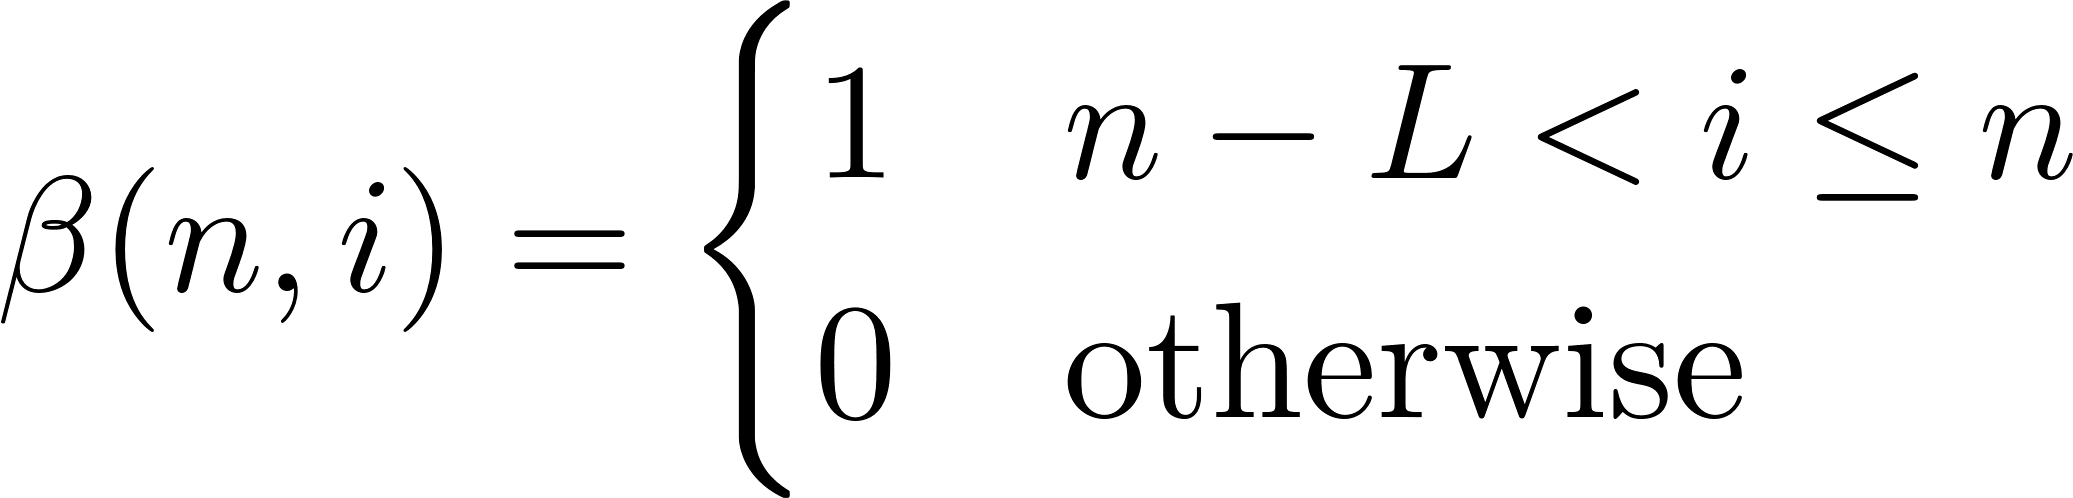 β(n, i) = { 1 n − L < i ≤ n
0 otherwise